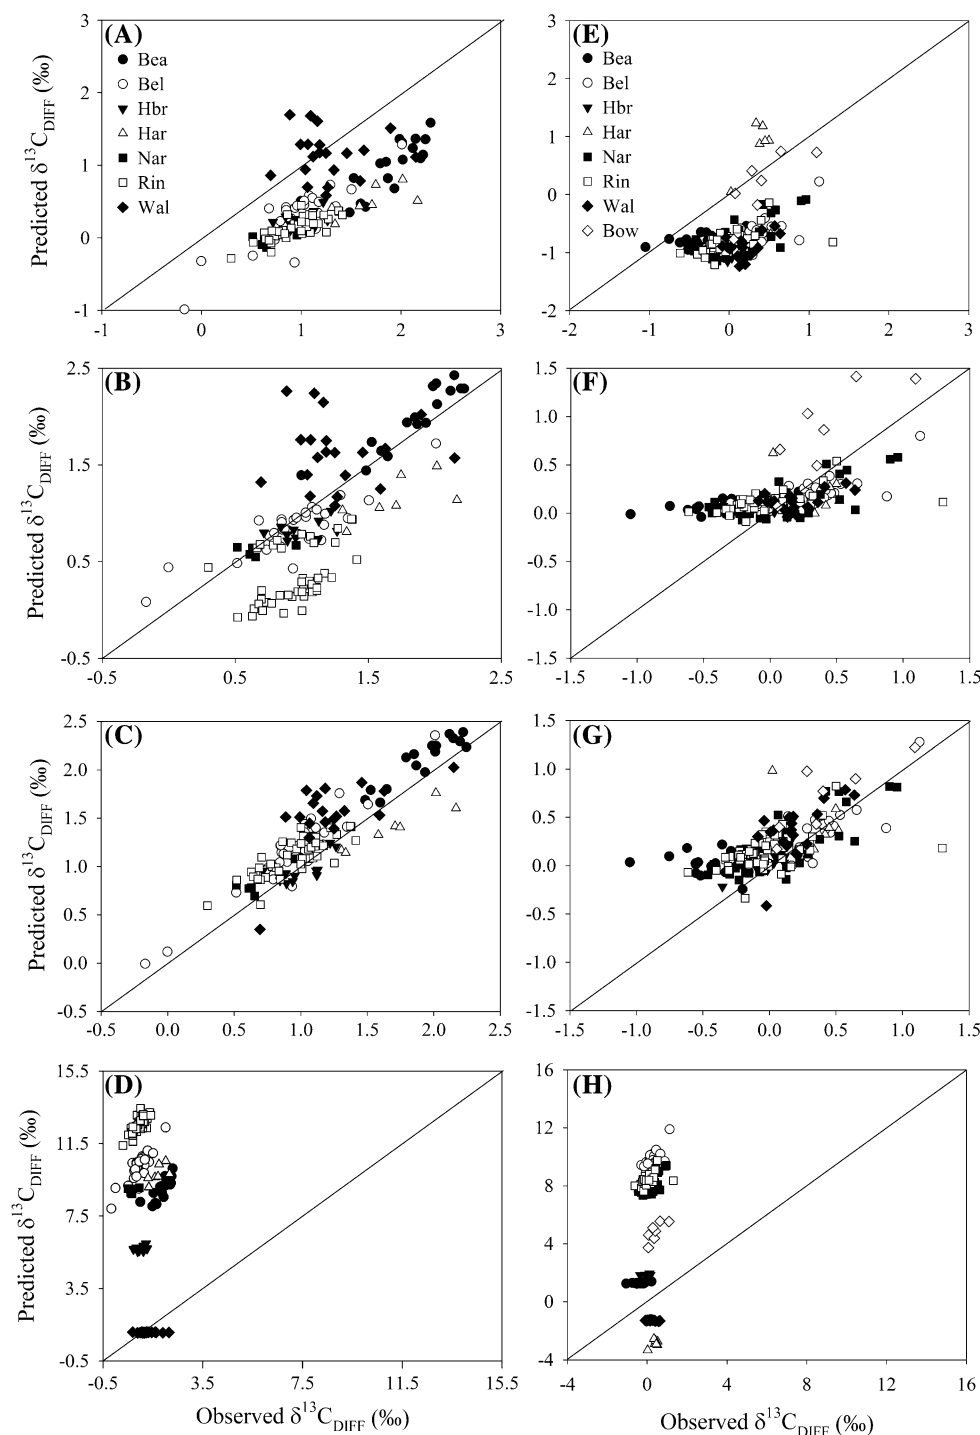 (A)
Bea
Bel
Hbr
Har
Nar
Rin
Wal
Predicted δ¹³C_DIFF (‰)
3
2
1
0
-1
-1 0 1 2 3
(E)
Bea
Bel
Hbr
Har
Nar
Rin
Wal
Bow
3
2
1
0
-1
-2
-2 -1 0 1 2 3
(B)
Predicted δ¹³C_DIFF (‰)
2.5
1.5
0.5
-0.5
-0.5 0.5 1.5 2.5
(F)
1.5
1.0
0.5
0.0
-0.5
-1.0
-1.5
-1.5 -1.0 -0.5 0.0 0.5 1.0 1.5
(C)
Predicted δ¹³C_DIFF (‰)
2.5
2.0
1.5
1.0
0.5
0.0
-0.5
-0.5 0.0 0.5 1.0 1.5 2.0 2.5
(G)
1.5
1.0
0.5
0.0
-0.5
-1.0
-1.5
-1.5 -1.0 -0.5 0.0 0.5 1.0 1.5
(D)
Predicted δ¹³C_DIFF (‰)
15.5
11.5
7.5
3.5
-0.5
-0.5 3.5 7.5 11.5 15.5
Observed δ¹³C_DIFF (‰)
(H)
16
12
8
4
0
-4
-4 0 4 8 12 16
Observed δ¹³C_DIFF (‰)